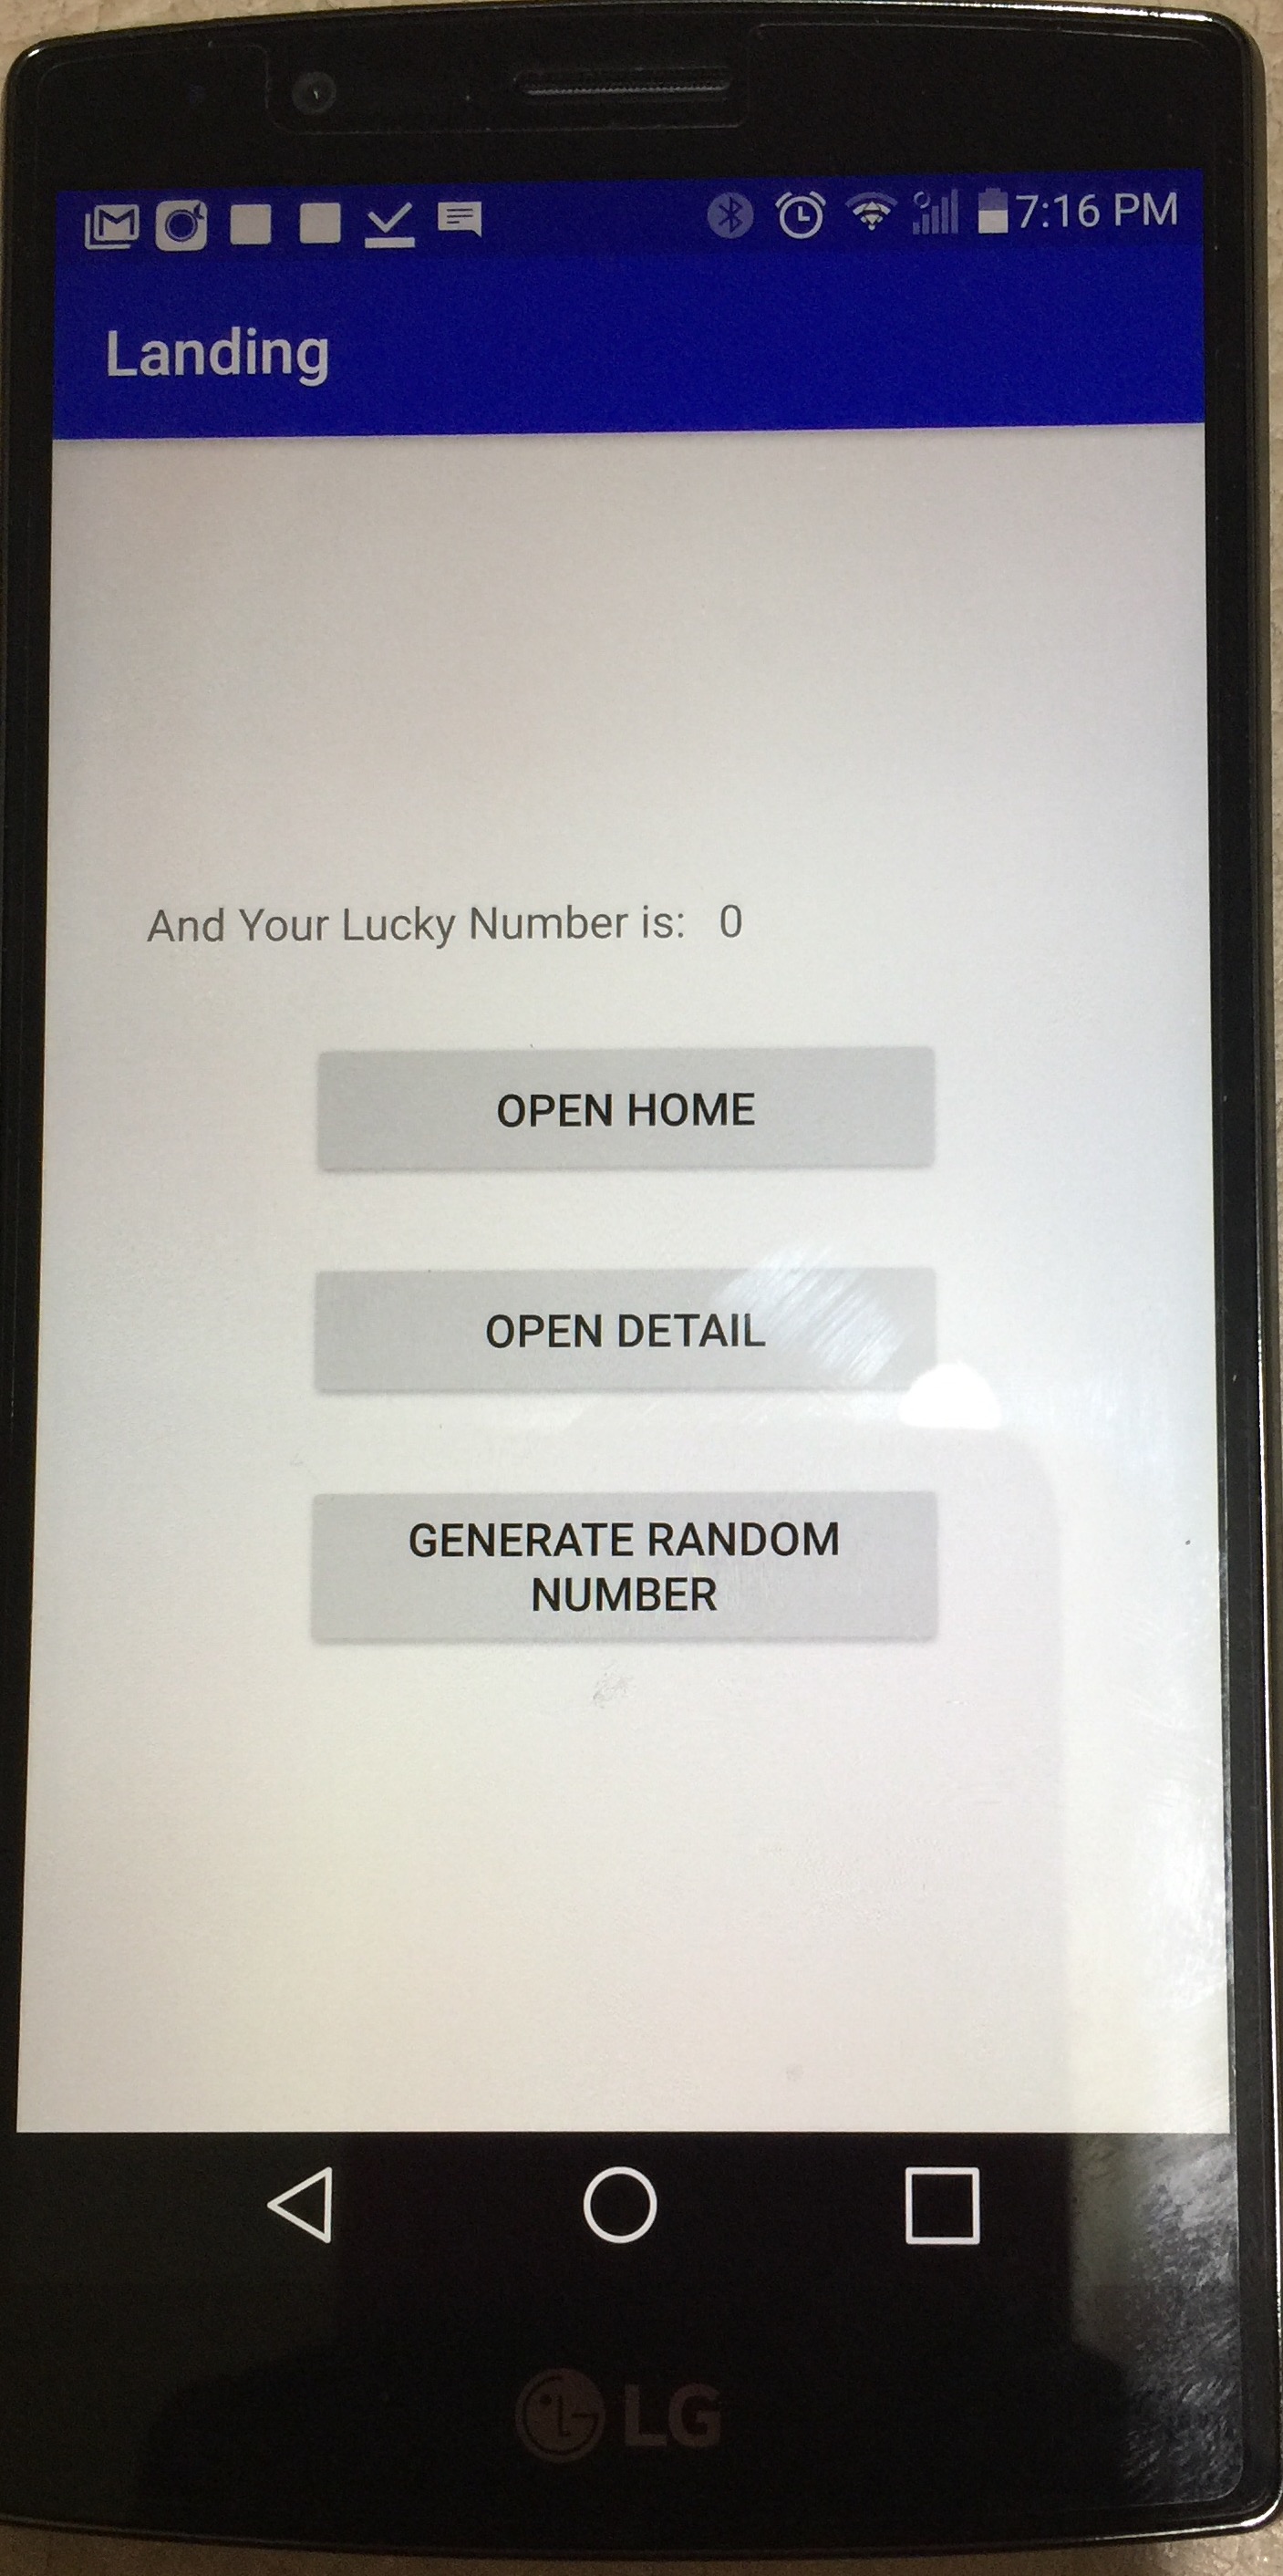 7:16 PM
Landing
And Your Lucky Number is: 0
OPEN HOME
OPEN DETAIL
GENERATE RANDOM
NUMBER
LG